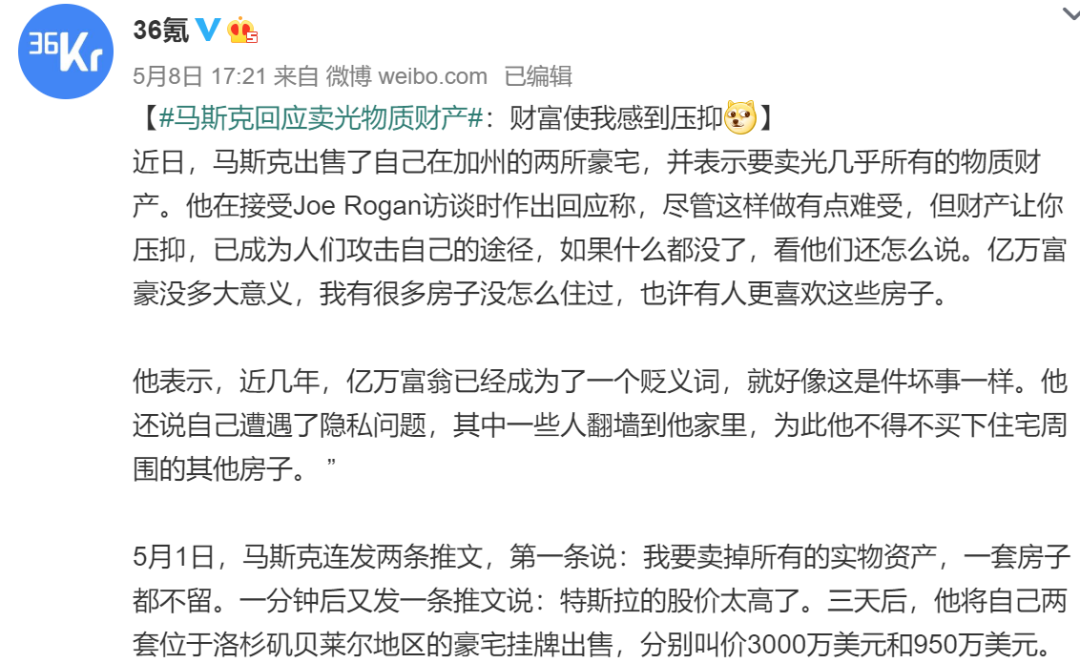 36Kr
36氪
5月8日 17:21 来自 微博 weibo.com 已编辑
【#马斯克回应卖光物质财产#：财富使我感到压抑】
近日，马斯克出售了自己在加州的两所豪宅，并表示要卖光几乎所有的物质财
产。他在接受Joe Rogan访谈时作出回应称，尽管这样做有点难受，但财产让你
压抑，已成为人们攻击自己的途径，如果什么都没了，看他们还怎么说。亿万富
豪没多大意义，我有很多房子没怎么住过，也许有人更喜欢这些房子。
他表示，近几年，亿万富翁已经成为了一个贬义词，就好像这是件坏事一样。他
还说自己遭遇了隐私问题，其中一些人翻墙到他家里，为此他不得不买下住宅周
围的其他房子。 ”
5月1日，马斯克连发两条推文，第一条说：我要卖掉所有的实物资产，一套房子
都不留。一分钟后又发一条推文说：特斯拉的股价太高了。三天后，他将自己两
套位于洛杉矶贝莱尔地区的豪宅挂牌出售，分别叫价3000万美元和950万美元。